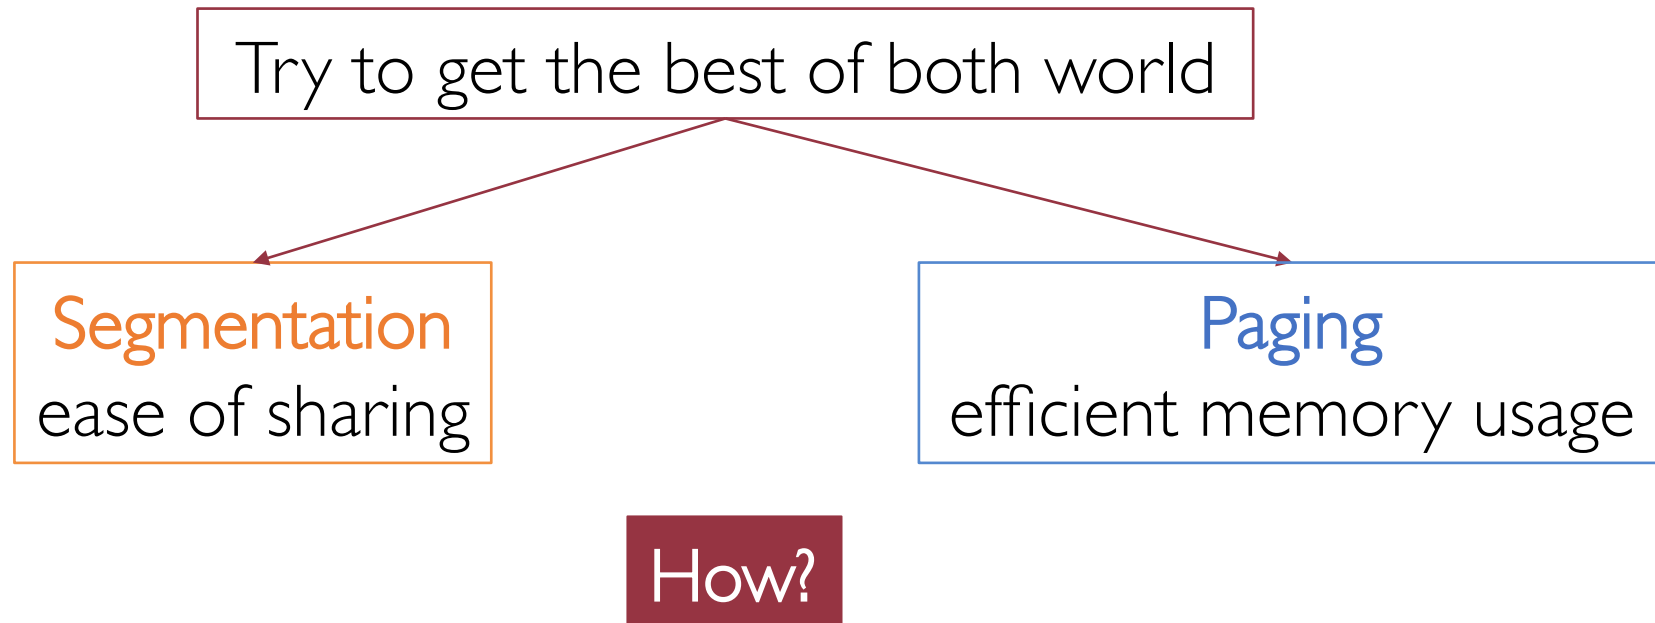 Try to get the best of both world
Segmentation
ease of sharing
Paging
efficient memory usage
How?